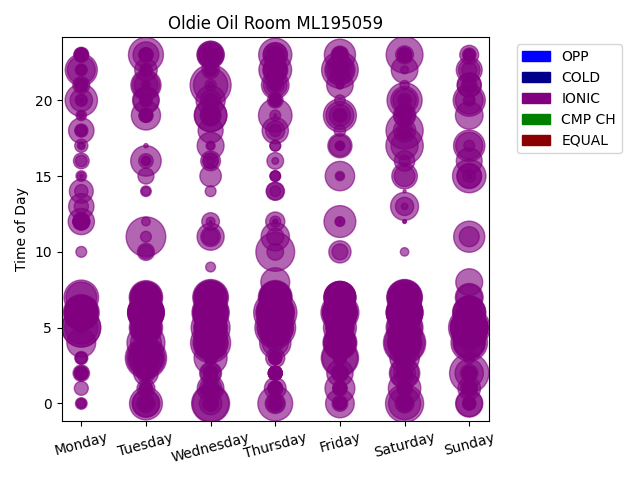 Oldie Oil Room ML195059
OPP
COLD
IONIC
CMP CH
EQUAL
Time of Day
20
15
10
5
0
Monday
Tuesday
Wednesday
Thursday
Friday
Saturday
Sunday